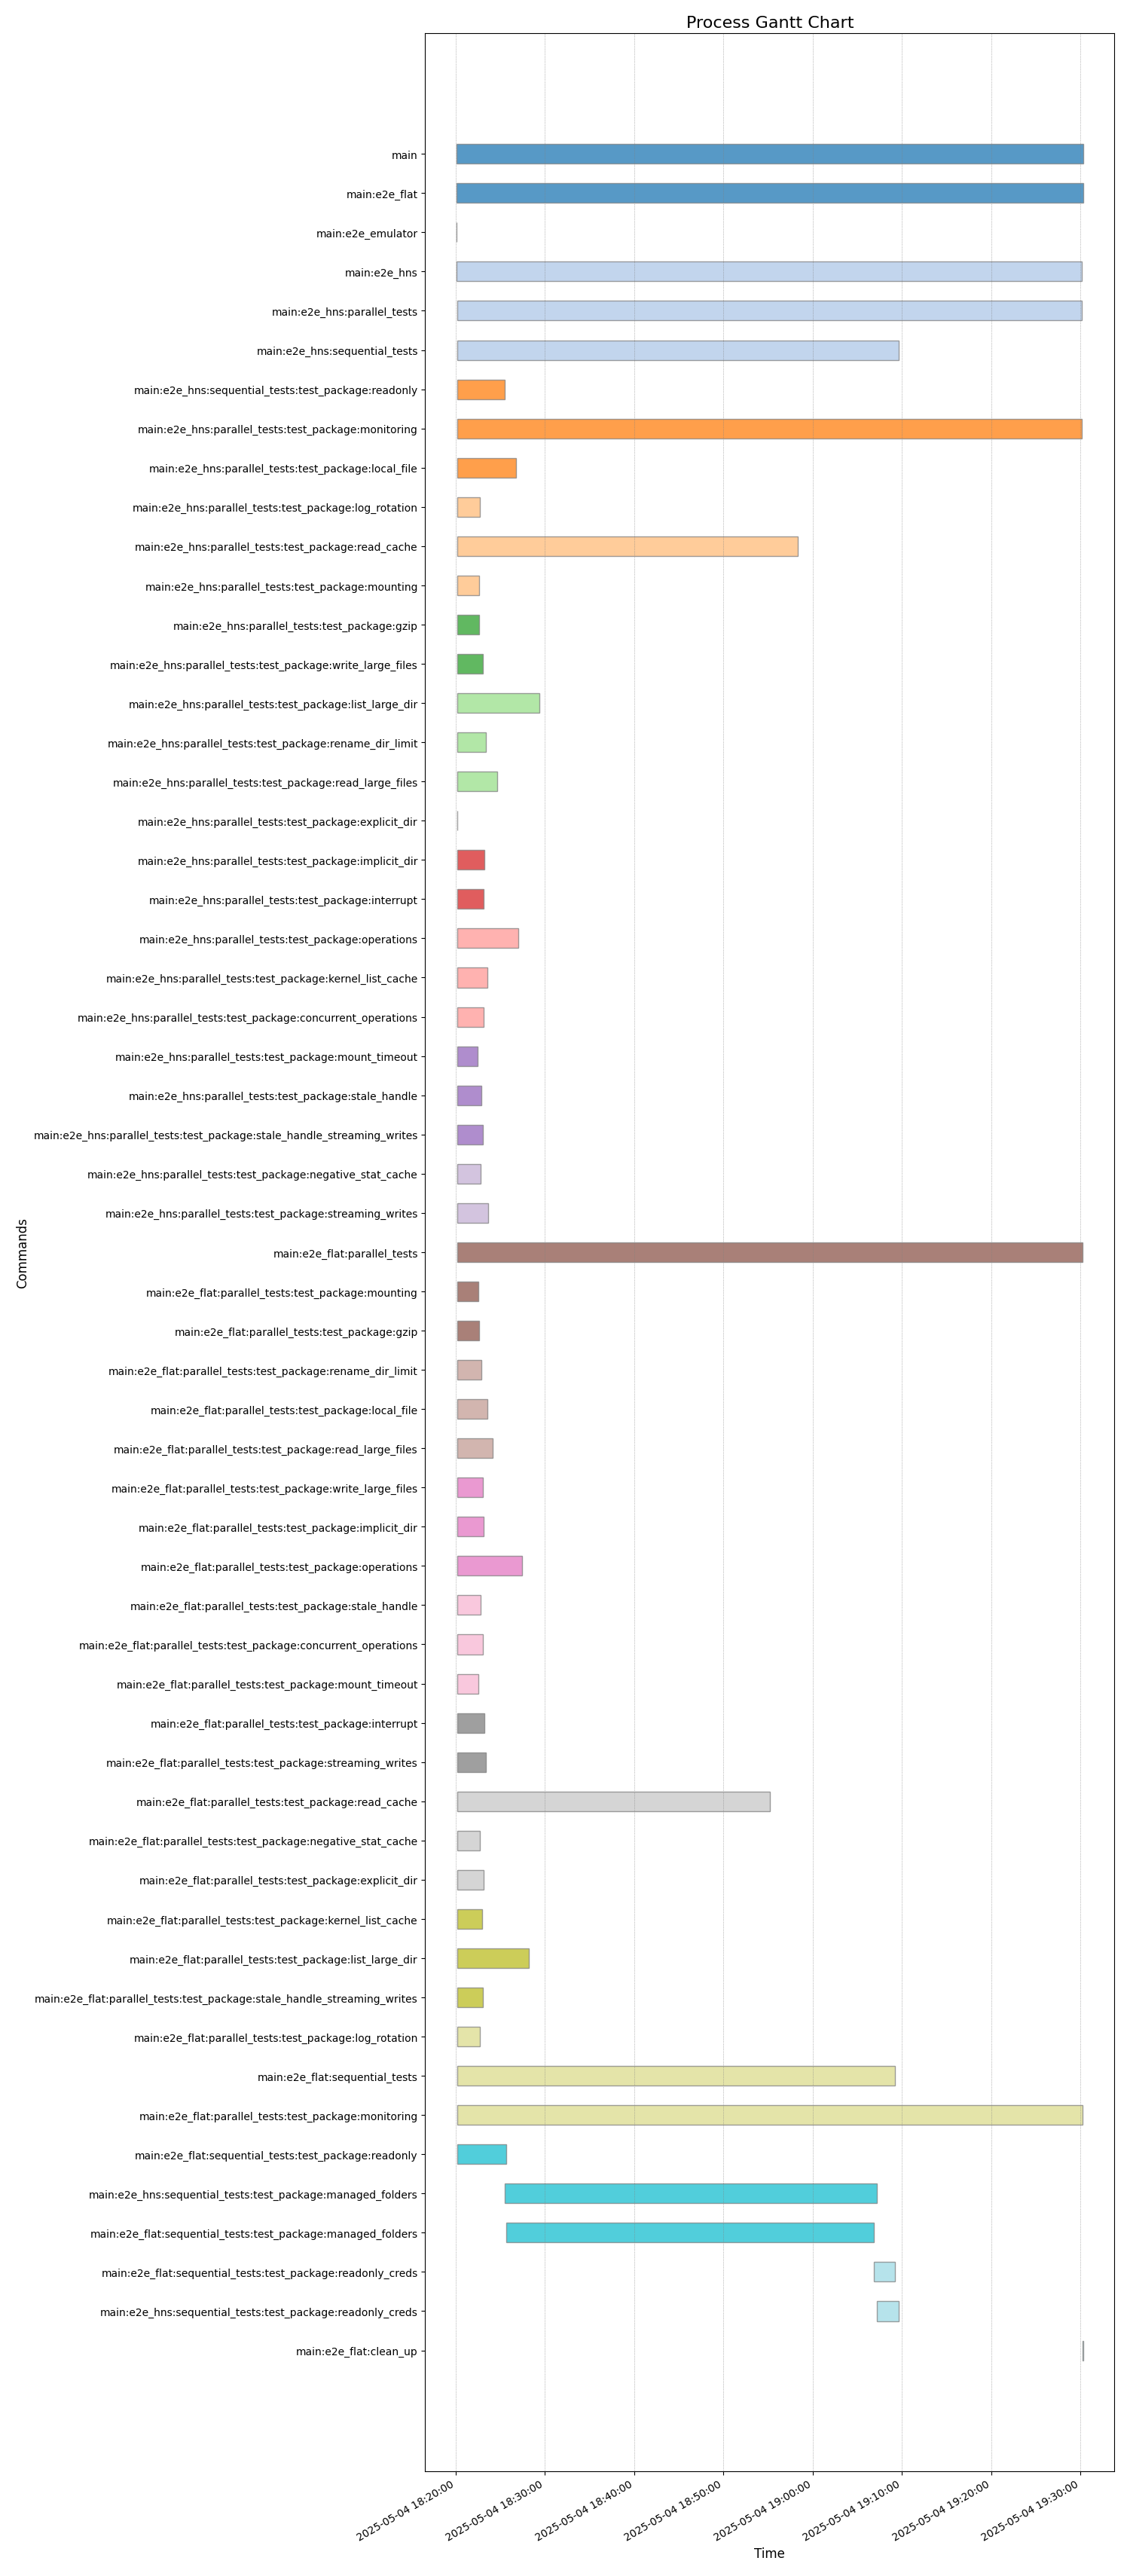 Process Gantt Chart
main
main:e2e_flat
main:e2e_emulator
main:e2e_hns
main:e2e_hns:parallel_tests
main:e2e_hns:sequential_tests
main:e2e_hns:sequential_tests:test_package:readonly
main:e2e_hns:parallel_tests:test_package:monitoring
main:e2e_hns:parallel_tests:test_package:local_file
main:e2e_hns:parallel_tests:test_package:log_rotation
main:e2e_hns:parallel_tests:test_package:read_cache
main:e2e_hns:parallel_tests:test_package:mounting
main:e2e_hns:parallel_tests:test_package:gzip
main:e2e_hns:parallel_tests:test_package:write_large_files
main:e2e_hns:parallel_tests:test_package:list_large_dir
main:e2e_hns:parallel_tests:test_package:rename_dir_limit
main:e2e_hns:parallel_tests:test_package:read_large_files
main:e2e_hns:parallel_tests:test_package:explicit_dir
main:e2e_hns:parallel_tests:test_package:implicit_dir
main:e2e_hns:parallel_tests:test_package:interrupt
main:e2e_hns:parallel_tests:test_package:operations
main:e2e_hns:parallel_tests:test_package:kernel_list_cache
main:e2e_hns:parallel_tests:test_package:concurrent_operations
main:e2e_hns:parallel_tests:test_package:mount_timeout
main:e2e_hns:parallel_tests:test_package:stale_handle
main:e2e_hns:parallel_tests:test_package:stale_handle_streaming_writes
main:e2e_hns:parallel_tests:test_package:negative_stat_cache
main:e2e_hns:parallel_tests:test_package:streaming_writes
main:e2e_flat:parallel_tests
main:e2e_flat:parallel_tests:test_package:mounting
main:e2e_flat:parallel_tests:test_package:gzip
main:e2e_flat:parallel_tests:test_package:rename_dir_limit
main:e2e_flat:parallel_tests:test_package:local_file
main:e2e_flat:parallel_tests:test_package:read_large_files
main:e2e_flat:parallel_tests:test_package:write_large_files
main:e2e_flat:parallel_tests:test_package:implicit_dir
main:e2e_flat:parallel_tests:test_package:operations
main:e2e_flat:parallel_tests:test_package:stale_handle
main:e2e_flat:parallel_tests:test_package:concurrent_operations
main:e2e_flat:parallel_tests:test_package:mount_timeout
main:e2e_flat:parallel_tests:test_package:interrupt
main:e2e_flat:parallel_tests:test_package:streaming_writes
main:e2e_flat:parallel_tests:test_package:read_cache
main:e2e_flat:parallel_tests:test_package:negative_stat_cache
main:e2e_flat:parallel_tests:test_package:explicit_dir
main:e2e_flat:parallel_tests:test_package:kernel_list_cache
main:e2e_flat:parallel_tests:test_package:list_large_dir
main:e2e_flat:parallel_tests:test_package:stale_handle_streaming_writes
main:e2e_flat:parallel_tests:test_package:log_rotation
main:e2e_flat:sequential_tests
main:e2e_flat:parallel_tests:test_package:monitoring
main:e2e_flat:sequential_tests:test_package:readonly
main:e2e_hns:sequential_tests:test_package:managed_folders
main:e2e_flat:sequential_tests:test_package:managed_folders
main:e2e_flat:sequential_tests:test_package:readonly_creds
main:e2e_hns:sequential_tests:test_package:readonly_creds
main:e2e_flat:clean_up
Commands
2025-05-04 18:20:00
2025-05-04 18:30:00
2025-05-04 18:40:00
2025-05-04 18:50:00
2025-05-04 19:00:00
2025-05-04 19:10:00
2025-05-04 19:20:00
2025-05-04 19:30:00
Time